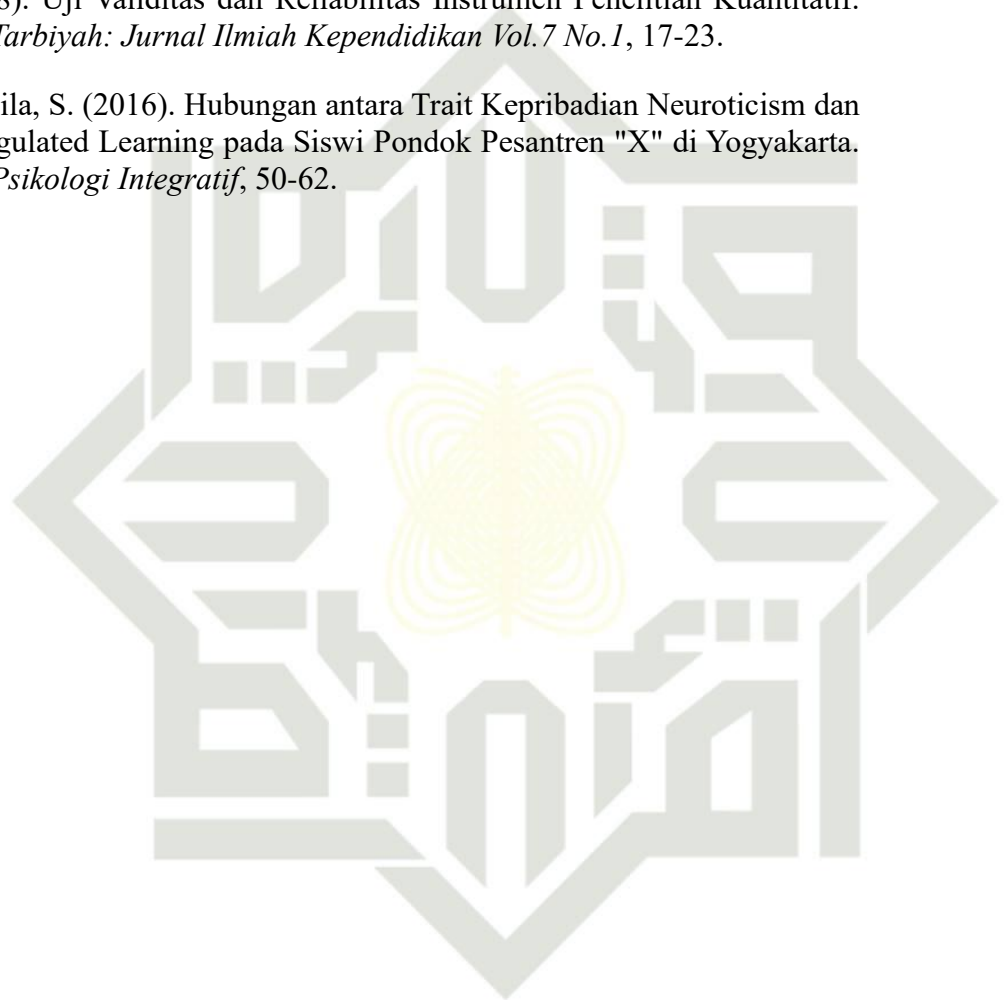 8). Uji Validitas dan Reliabilitas Instrumen Penelitian Kuantitatif.
Tarbiyah: Jurnal Ilmiah Kependidikan Vol.7 No.1, 17-23.
ila, S. (2016). Hubungan antara Trait Kepribadian Neuroticism dan
gulated Learning pada Siswi Pondok Pesantren "X" di Yogyakarta.
Psikologi Integratif, 50-62.